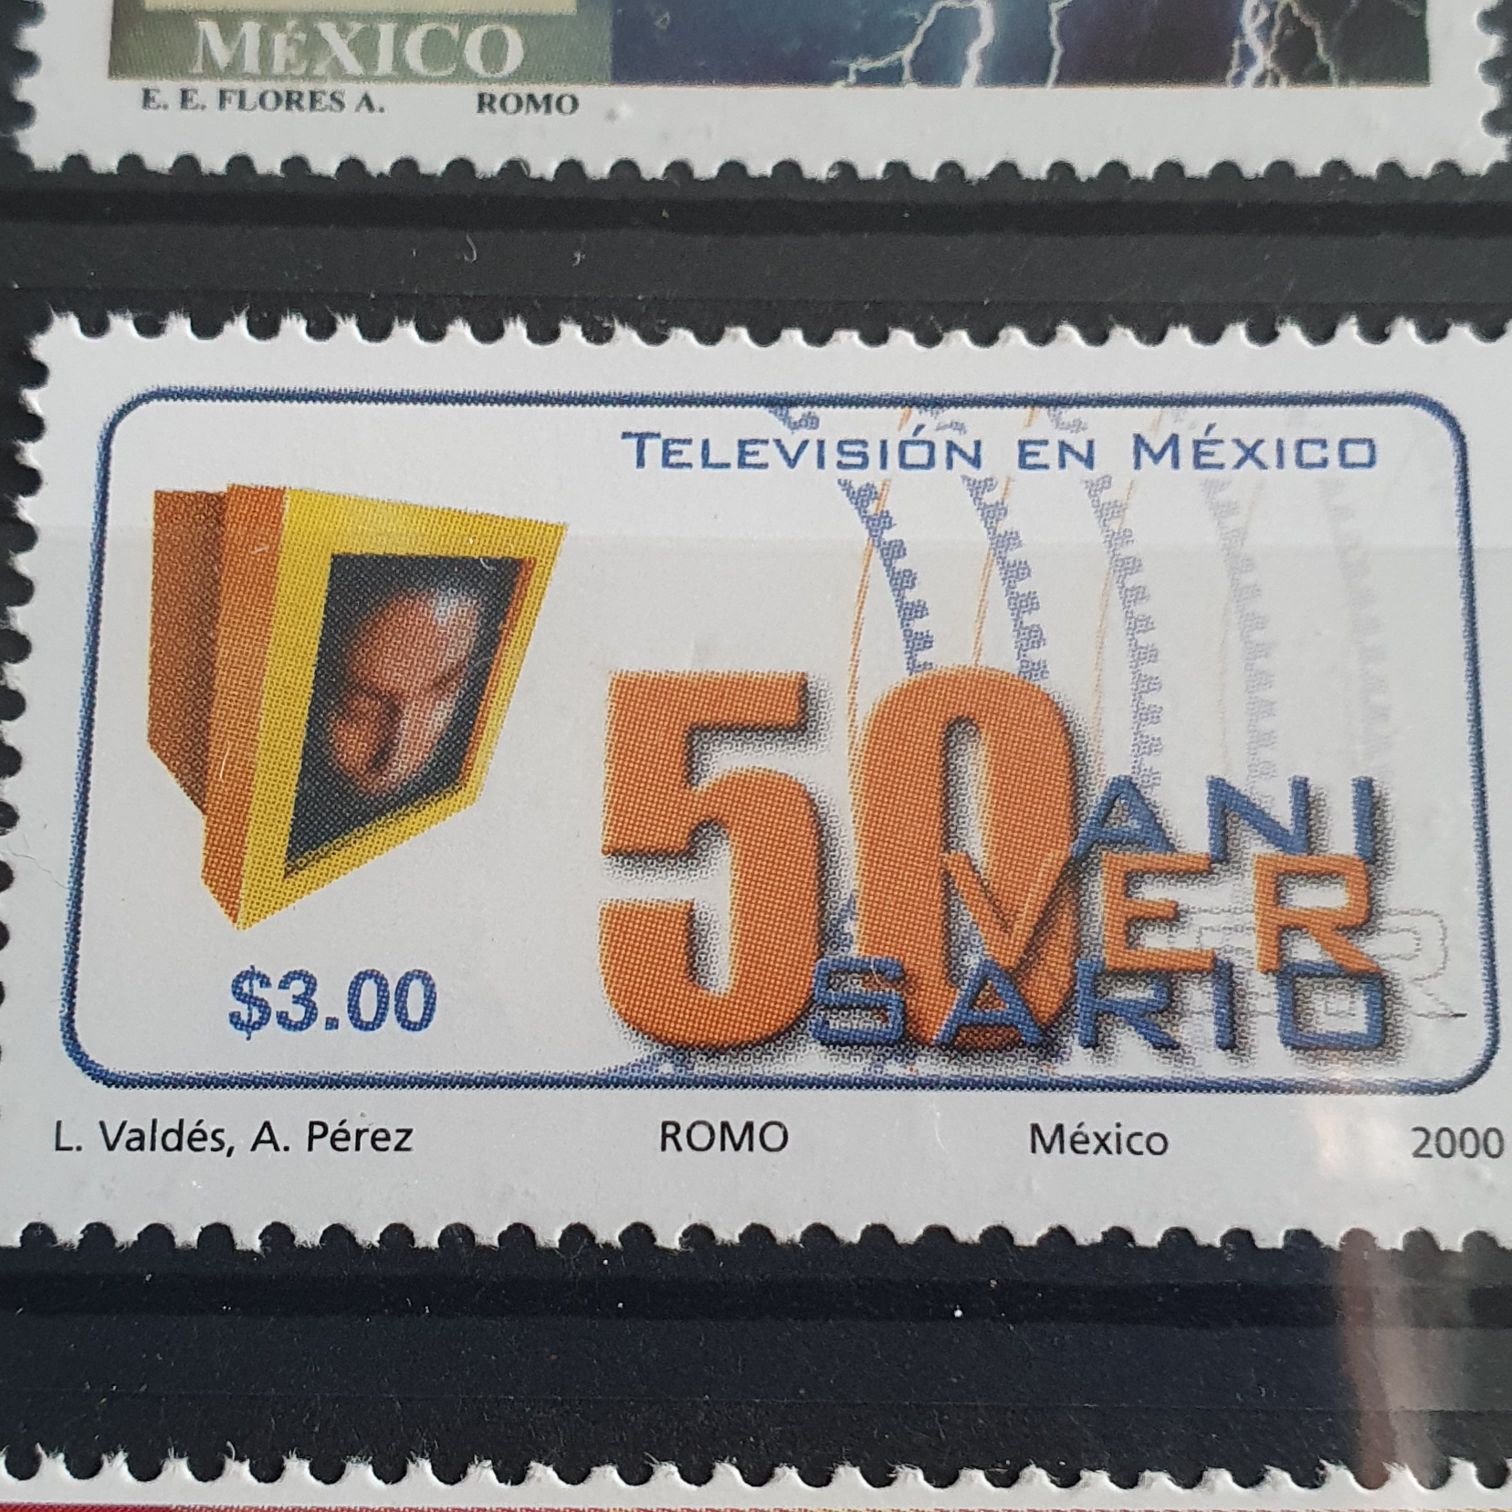 MÉXICO
E. E. FLORES A. ROMO
TELEVISIÓN EN MÉXICO
50 ANI
VER
SARIO
$3.00
L. Valdés, A. Pérez ROMO México 2000